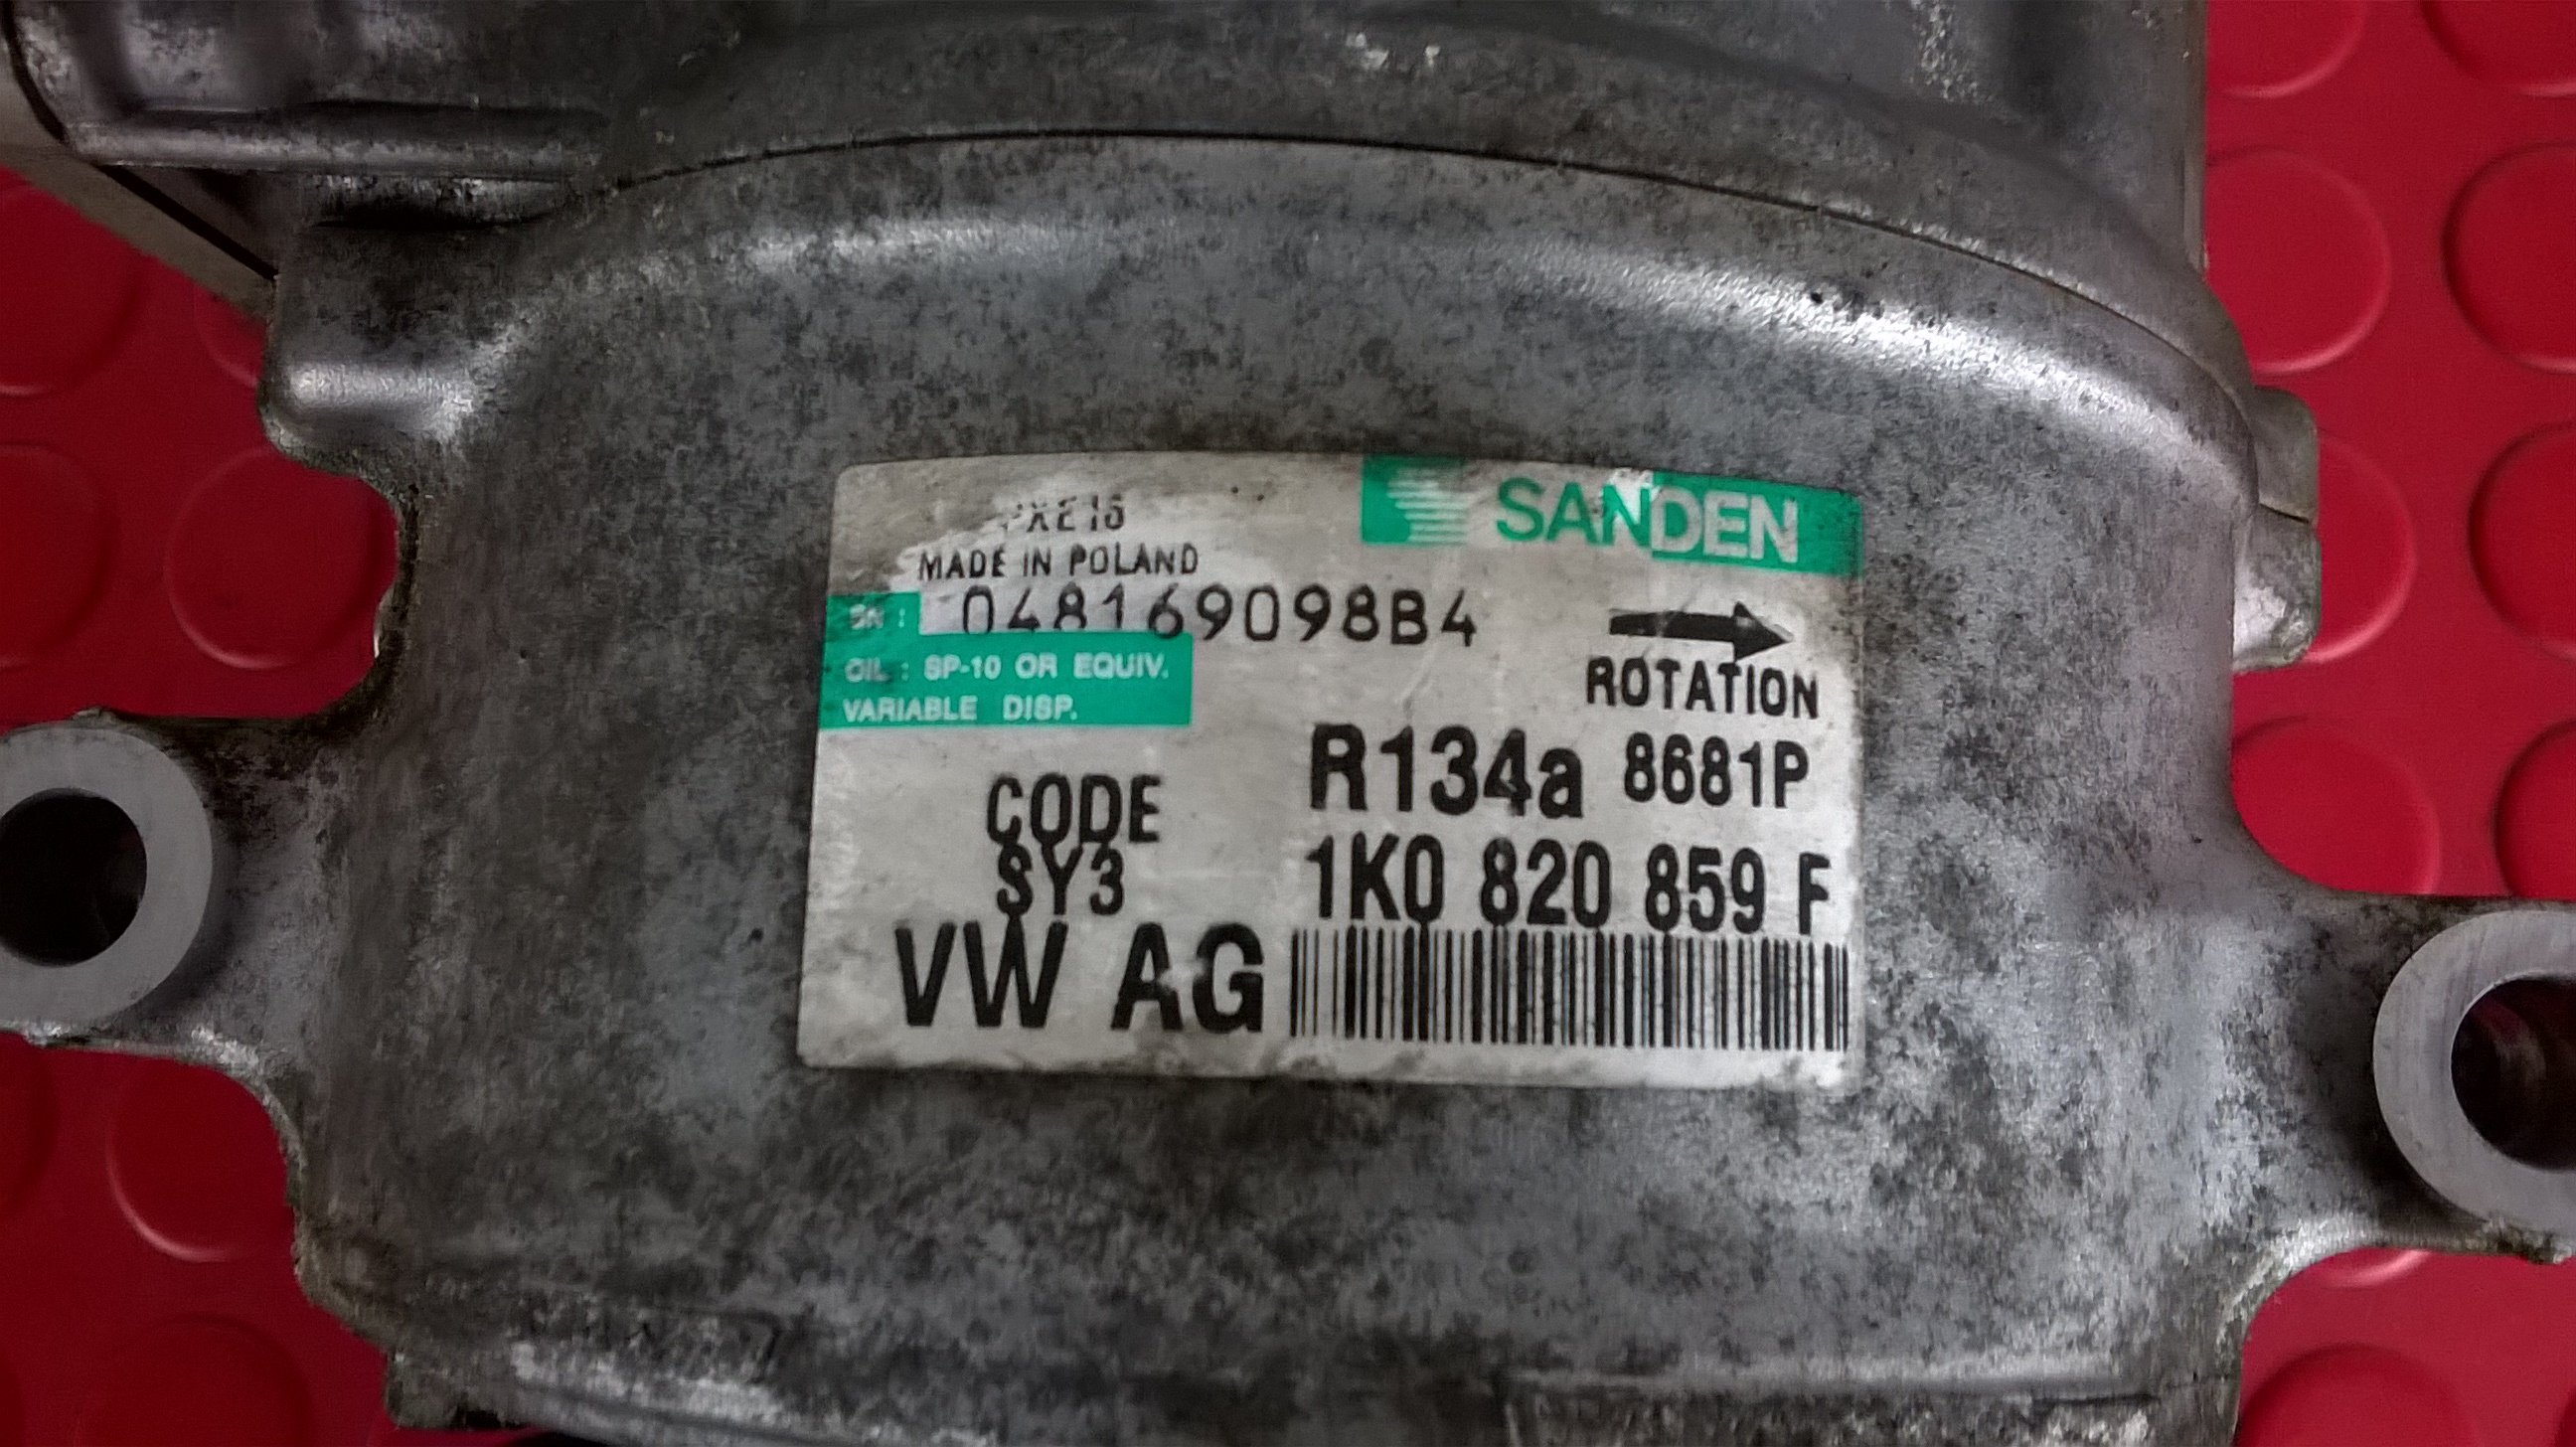 SANDEN
MADE IN POLAND
SN : 048169098B4
OIL : SP-10 OR EQUIV.
VARIABLE DISP.
ROTATION
R134a 8681P
CODE
SY3
1K0 820 859 F
VW AG